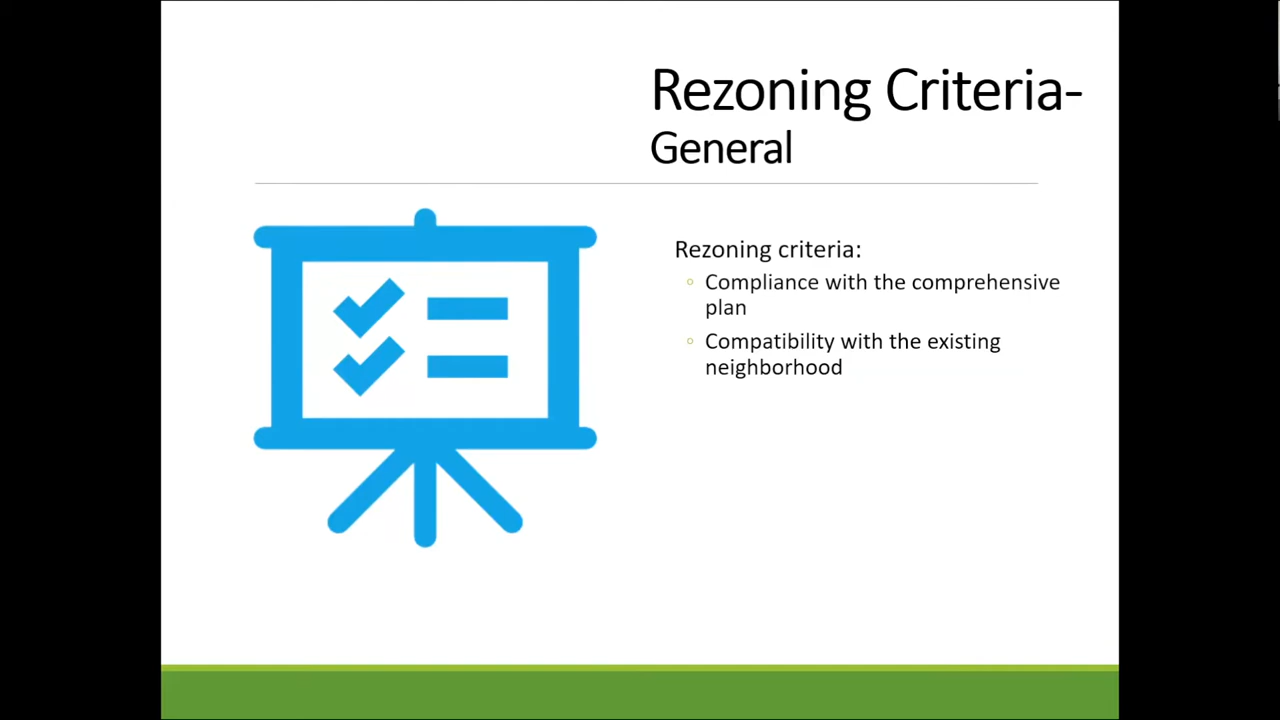 Rezoning Criteria-
General
Rezoning criteria:
◦ Compliance with the comprehensive
plan
◦ Compatibility with the existing
neighborhood